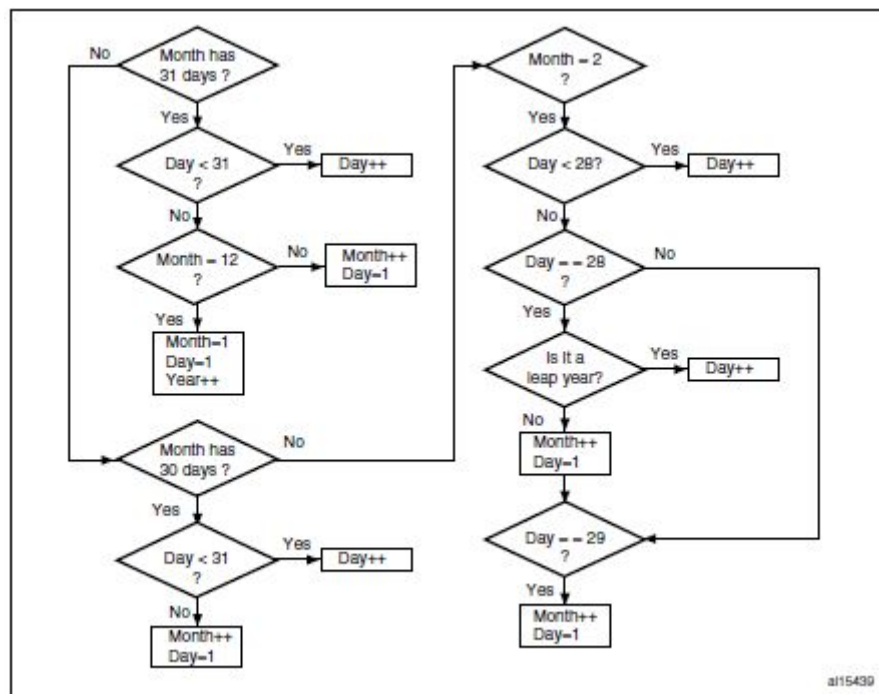 No
Month has
31 days ?
Yes
Day < 31
?
Yes
Day++
No
Month = 12
?
No
Month++
Day=1
Yes
Month=1
Day=1
Year++
Month has
30 days ?
No
Yes
Day < 31
?
Yes
Day++
No
Month++
Day=1
Month = 2
?
Yes
Day < 28?
Yes
Day++
No
Day = = 28
?
No
Yes
Is it a
leap year?
Yes
Day++
No
Month++
Day=1
Day = = 29
?
Yes
Month++
Day=1
ai15439